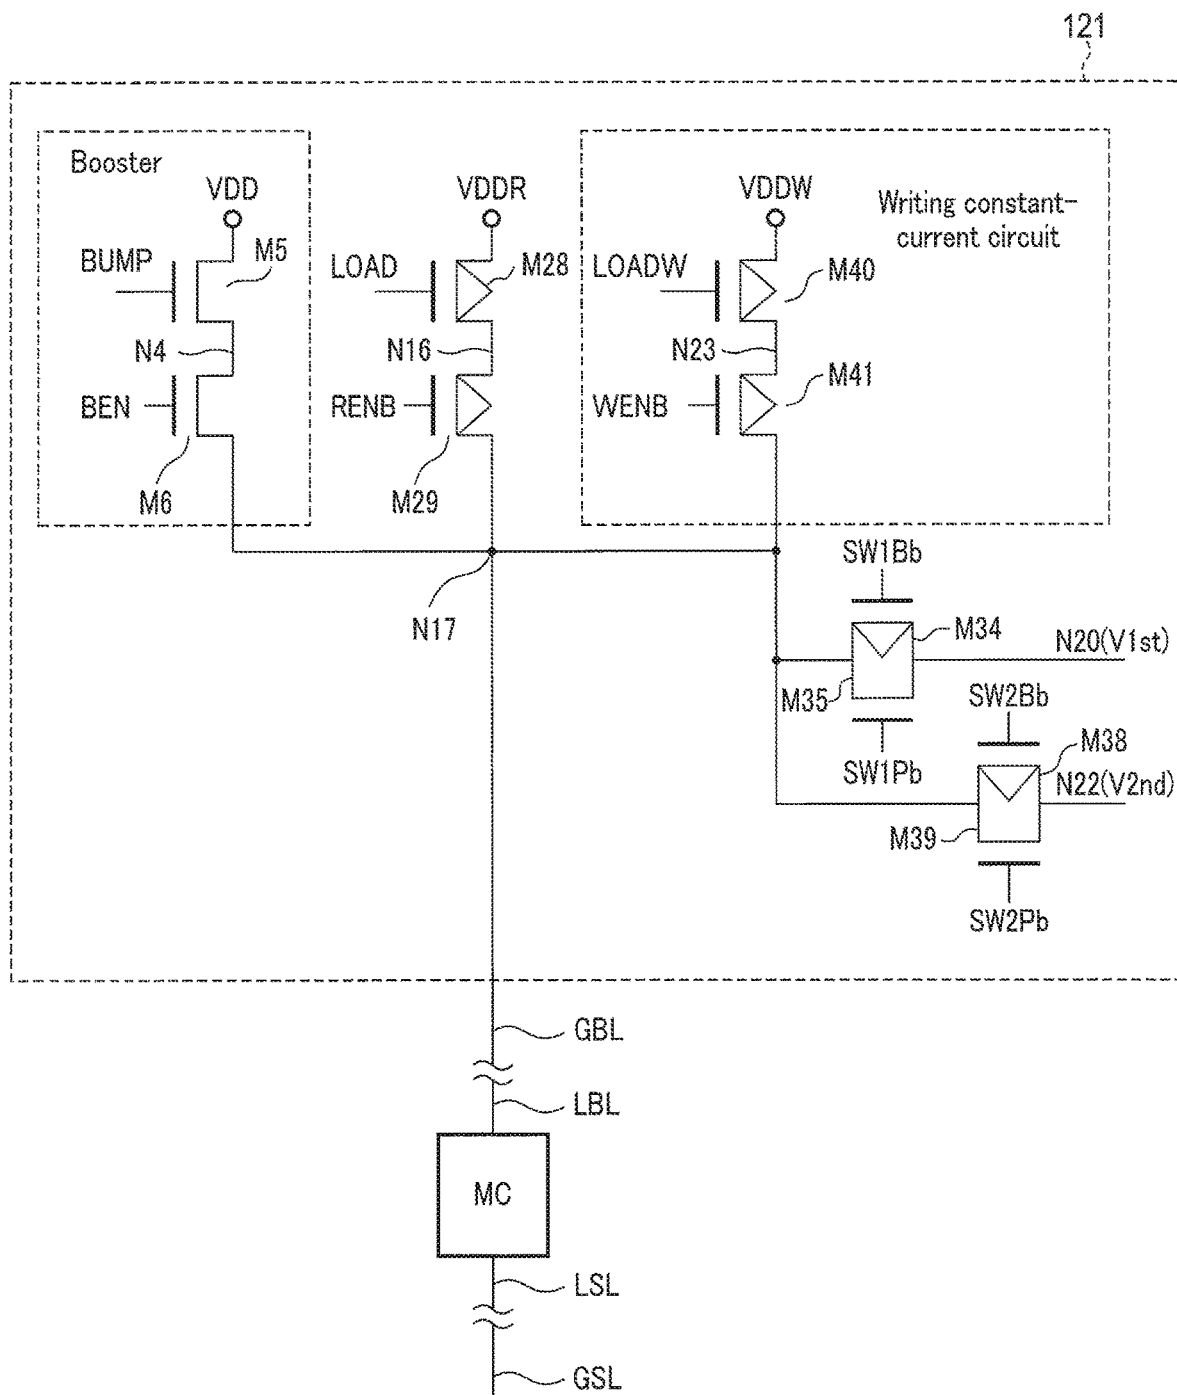 121
Booster
VDD
VDDR
VDDW
Writing constant-
current circuit
BUMP
M5
LOAD
M28
LOADW
M40
N4
N16
N23
BEN
RENB
WENB
M41
M6
M29
N17
SW1Bb
M34
N20(V1st)
M35
SW1Pb
SW2Bb
M38
N22(V2nd)
M39
SW2Pb
GBL
LBL
MC
LSL
GSL